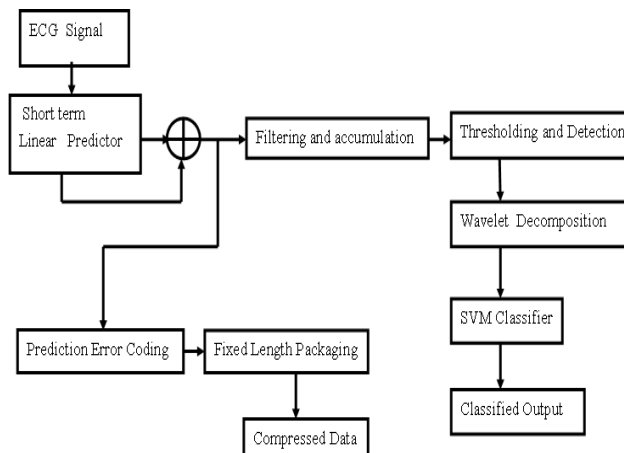 ECG Signal
Short term
Linear Predictor
Filtering and accumulation
Thresholding and Detection
Wavelet Decomposition
SVM Classifier
Classified Output
Prediction Error Coding
Fixed Length Packaging
Compressed Data